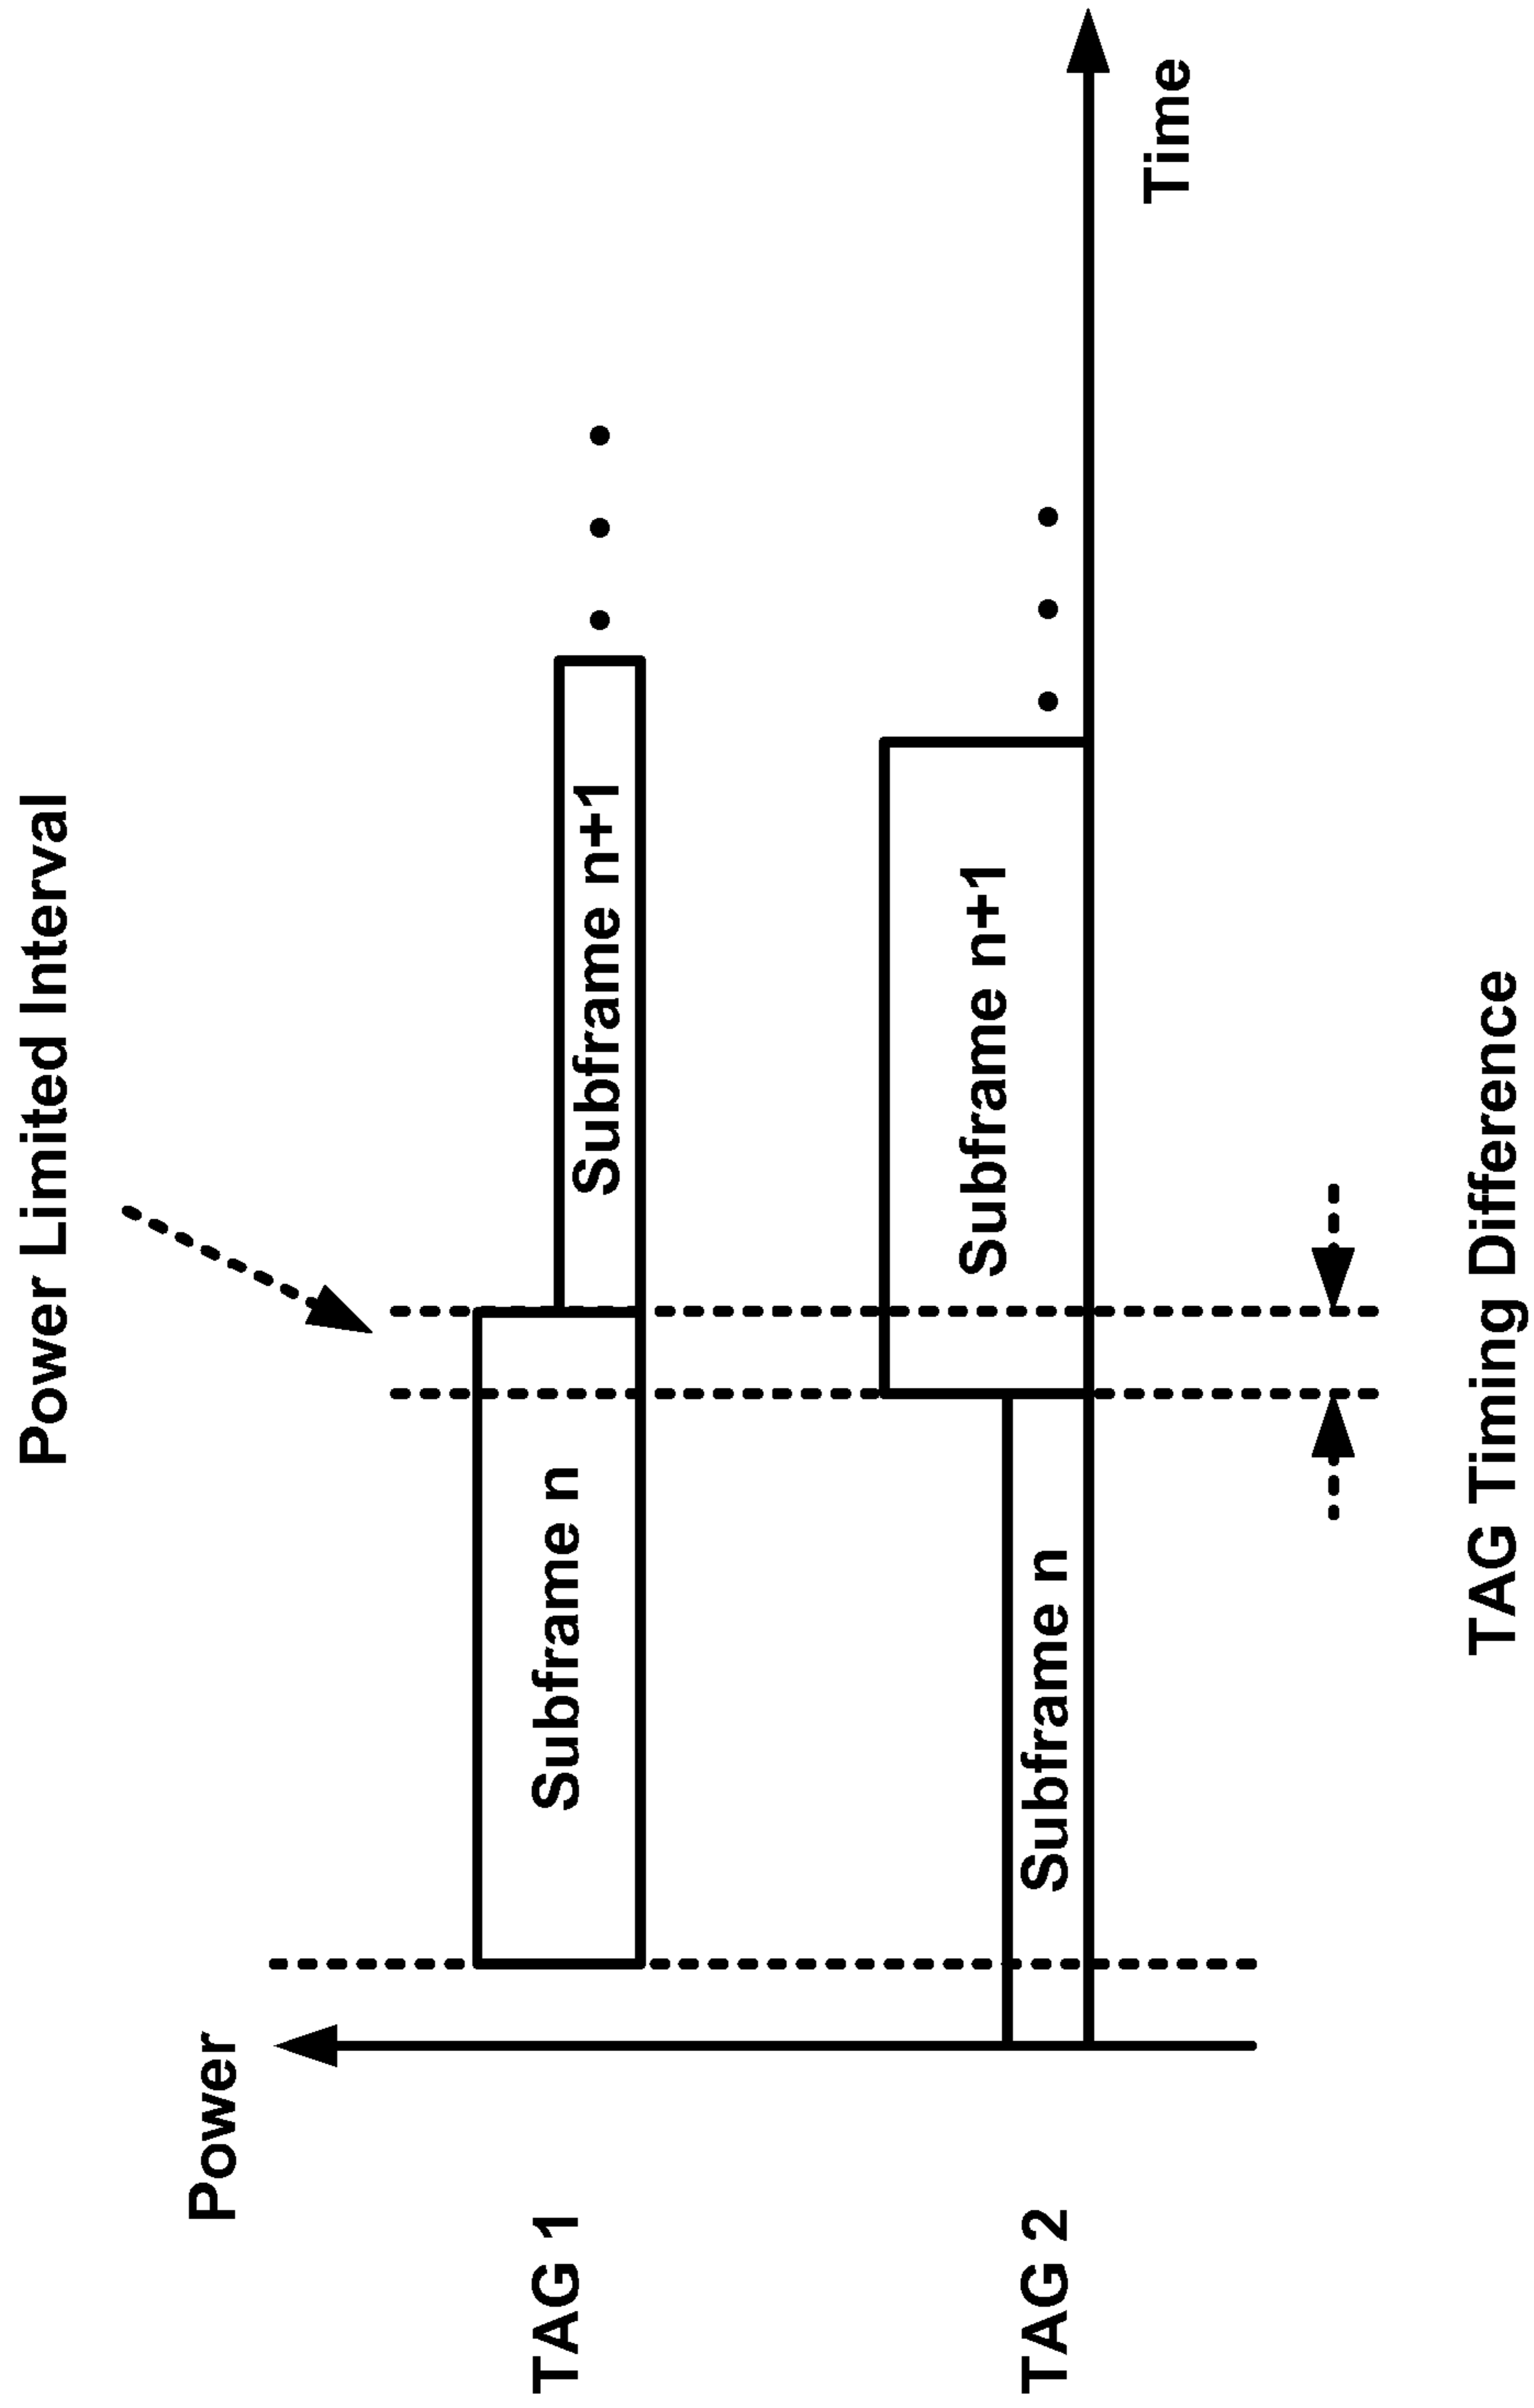 Power Limited Interval
Power
TAG 1
Subframe n
Subframe n+1
TAG 2
Subframe n
Subframe n+1
Time
TAG Timing Difference